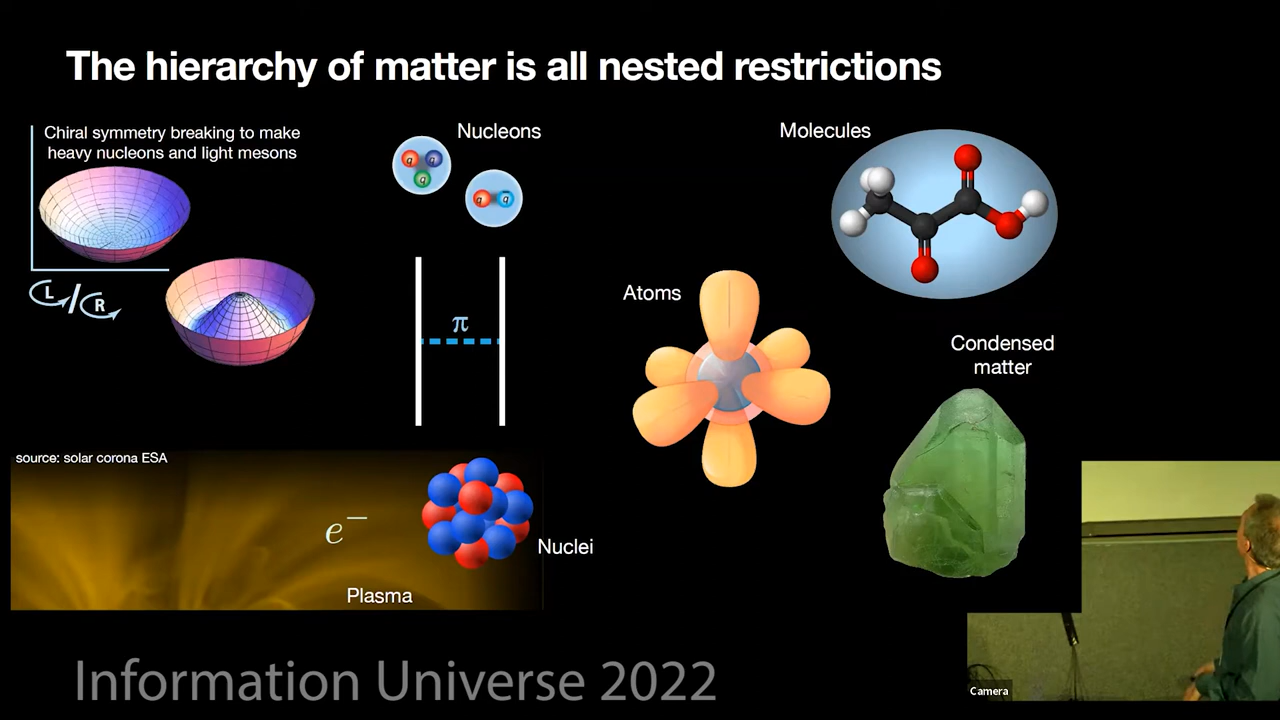 The hierarchy of matter is all nested restrictions
Chiral symmetry breaking to make
heavy nucleons and light mesons
L/R
Nucleons
q q
q
q q
π
Molecules
Atoms
Condensed
matter
source: solar corona ESA
e⁻
Nuclei
Plasma
Information Universe 2022
Camera